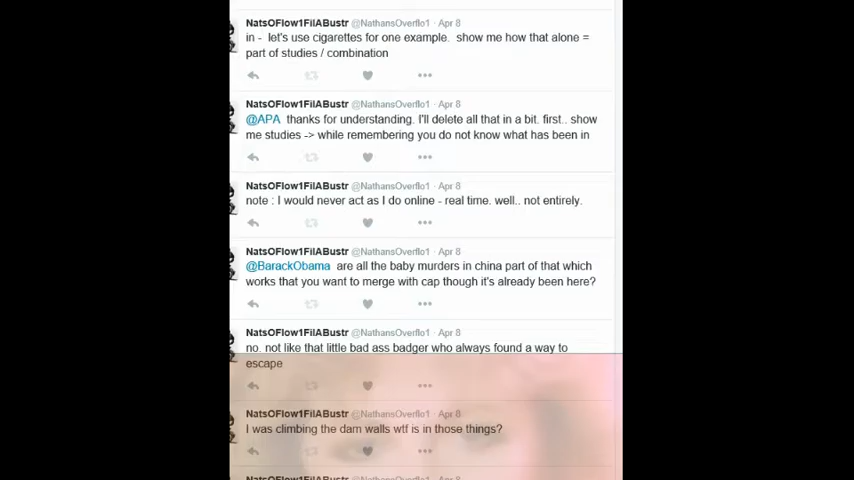 NatsOFlow1FilABustr @NathansOverflo1 · Apr 8
in - let's use cigarettes for one example. show me how that alone =
part of studies / combination
NatsOFlow1FilABustr @NathansOverflo1 · Apr 8
@APA thanks for understanding. I'll delete all that in a bit. first.. show
me studies -> while remembering you do not know what has been in
NatsOFlow1FilABustr @NathansOverflo1 · Apr 8
note : I would never act as I do online - real time. well.. not entirely.
NatsOFlow1FilABustr @NathansOverflo1 · Apr 8
@BarackObama are all the baby murders in china part of that which
works that you want to merge with cap though it's already been here?
NatsOFlow1FilABustr @NathansOverflo1 · Apr 8
no. not like that little bad ass badger who always found a way to
escape
NatsOFlow1FilABustr @NathansOverflo1 · Apr 8
I was climbing the dam walls wtf is in those things?